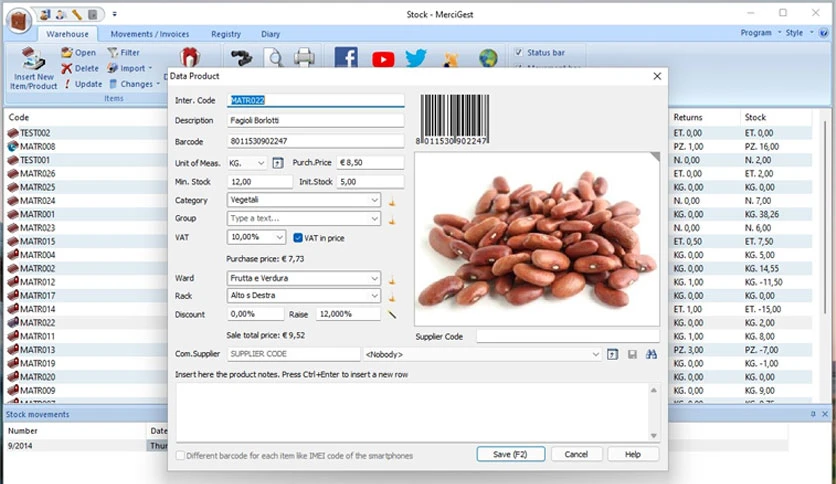 Stock - MerciGest
Warehouse Movements / Invoices Registry Diary Program Style
Insert New Item/Product
Open
Delete
Update
Filter
Import
Changes
Items
Status bar
Data Product
Inter. Code MATR022
Description Fagioli Borlotti
Barcode 8011530902247
Unit of Meas. KG. Purch.Price € 8,50
Min. Stock 12,00 Init.Stock 5,00
Category Vegetali
Group Type a text...
VAT 10,00% VAT in price
Purchase price: € 7,73
Ward Frutta e Verdura
Rack Alto s Destra
Discount 0,00% Raise 12,000%
Sale total price: € 9,52
Com.Supplier SUPPLIER CODE <Nobody>
Insert here the product notes. Press Ctrl+Enter to insert a new row
Different barcode for each item like IMEI code of the smartphones
Save (F2) Cancel Help
8 011530 902247
Supplier Code
Code Returns Stock
TEST002 ET. 0,00 ET. 0,00
MATR008 PZ. 1,00 PZ. 16,00
TEST001 N. 0,00 N. 2,00
MATR026 ET. 0,00 ET. 2,00
MATR025 KG. 0,00 KG. 0,00
MATR024 N. 0,00 N. 7,00
MATR001 KG. 0,00 KG. 38,26
MATR023 N. 0,00 N. 6,00
MATR015 ET. 0,50 ET. 7,50
MATR004 KG. 0,00 KG. 5,00
MATR002 KG. 0,00 KG. 14,55
MATR012 KG. 1,00 KG. -11,50
MATR017 KG. 0,00 KG. 0,00
MATR014 ET. 1,00 ET. -15,00
MATR022 KG. 0,00 KG. 2,00
MATR011 KG. 1,00 KG. 8,00
MATR013 PZ. 3,00 PZ. -7,00
MATR019 KG. 0,00 KG. -1,00
MATR020 KG. 0,00 KG. 0,00
MATR009 KG. 0,00 KG. 9,00
Stock movements
Number Date
9/2014 Thur